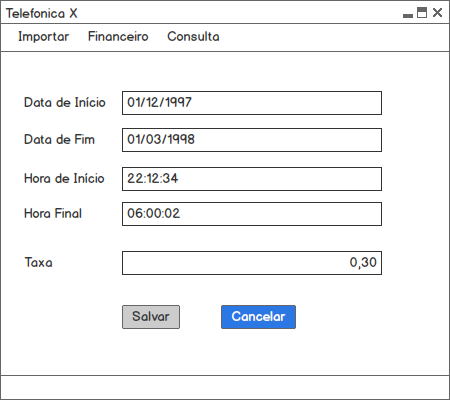 Telefonica X
Importar Financeiro Consulta
Data de Início 01/12/1997
Data de Fim 01/03/1998
Hora de Início 22:12:34
Hora Final 06:00:02
Taxa 0,30
Salvar Cancelar